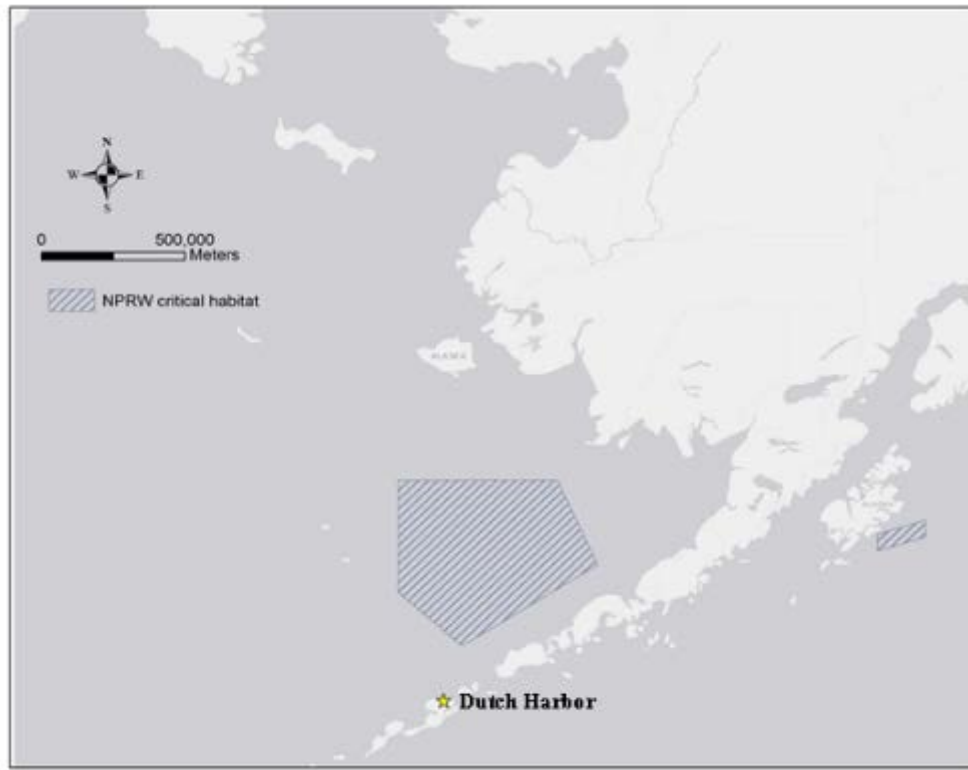 N
W E
S
0 500,000
Meters
NPRW critical habitat
Dutch Harbor